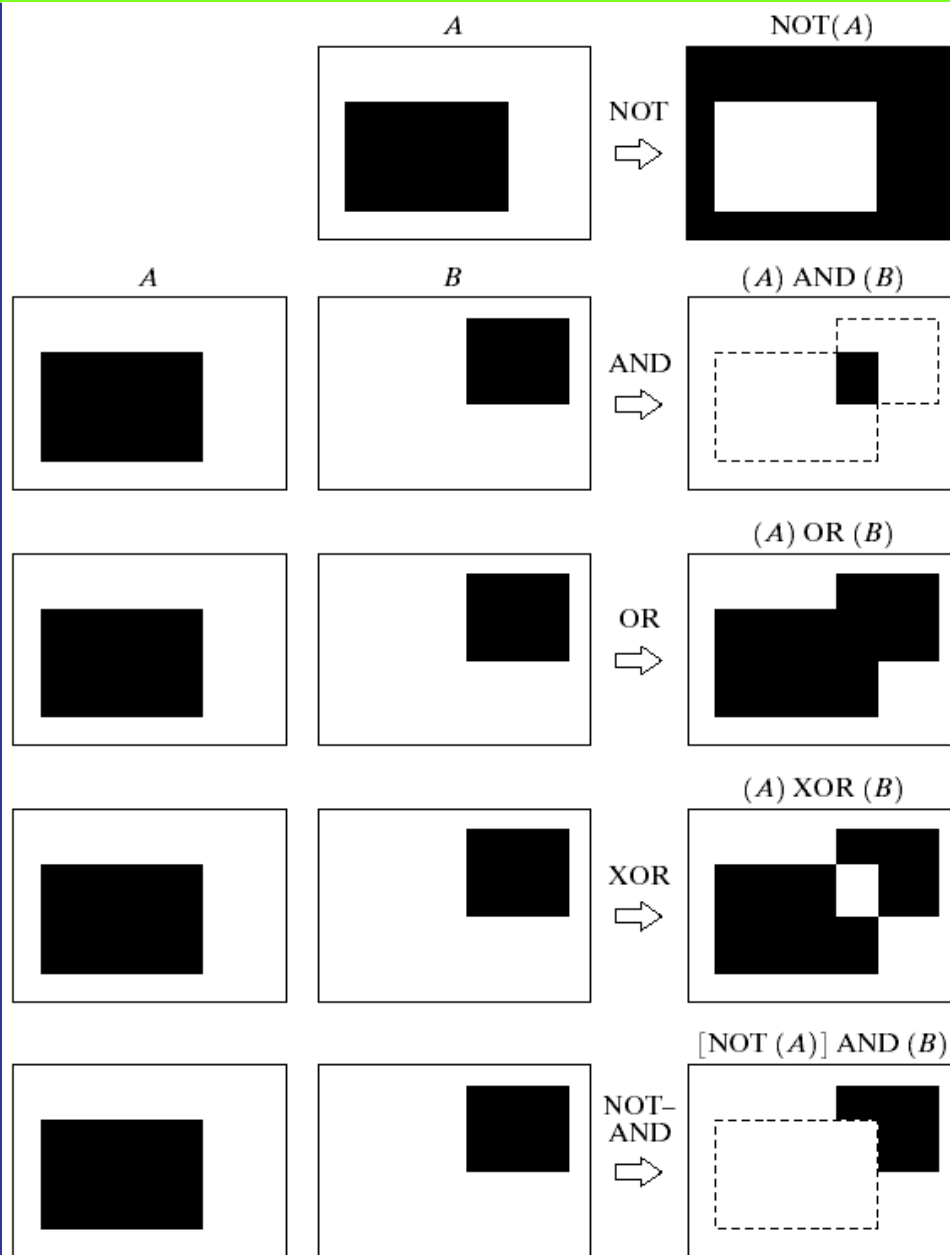 A
NOT(A)
NOT
A
B
(A) AND (B)
AND
(A) OR (B)
OR
(A) XOR (B)
XOR
[NOT (A)] AND (B)
NOT–
AND